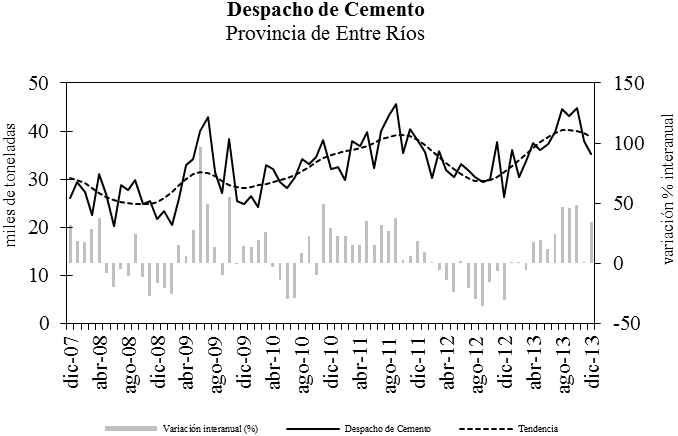 Despacho de Cemento
Provincia de Entre Ríos
50
40
30
20
10
0
miles de toneladas
150
100
50
0
-50
variación % interanual
dic-07
abr-08
ago-08
dic-08
abr-09
ago-09
dic-09
abr-10
ago-10
dic-10
abr-11
ago-11
dic-11
abr-12
ago-12
dic-12
abr-13
ago-13
dic-13
Variación interanual (%)
Despacho de Cemento
Tendencia